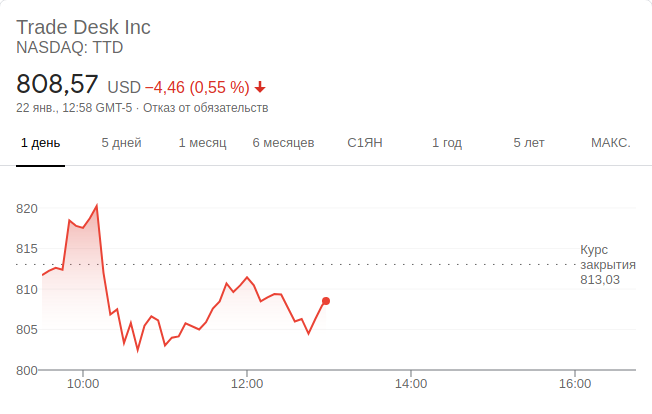 Trade Desk Inc
NASDAQ: TTD
808,57 USD −4,46 (0,55 %)
22 янв., 12:58 GMT-5 · Отказ от обязательств
1 день 5 дней 1 месяц 6 месяцев С1ЯН 1 год 5 лет МАКС.
820
815
810
805
800
Курс
закрытия
813,03
10:00 12:00 14:00 16:00